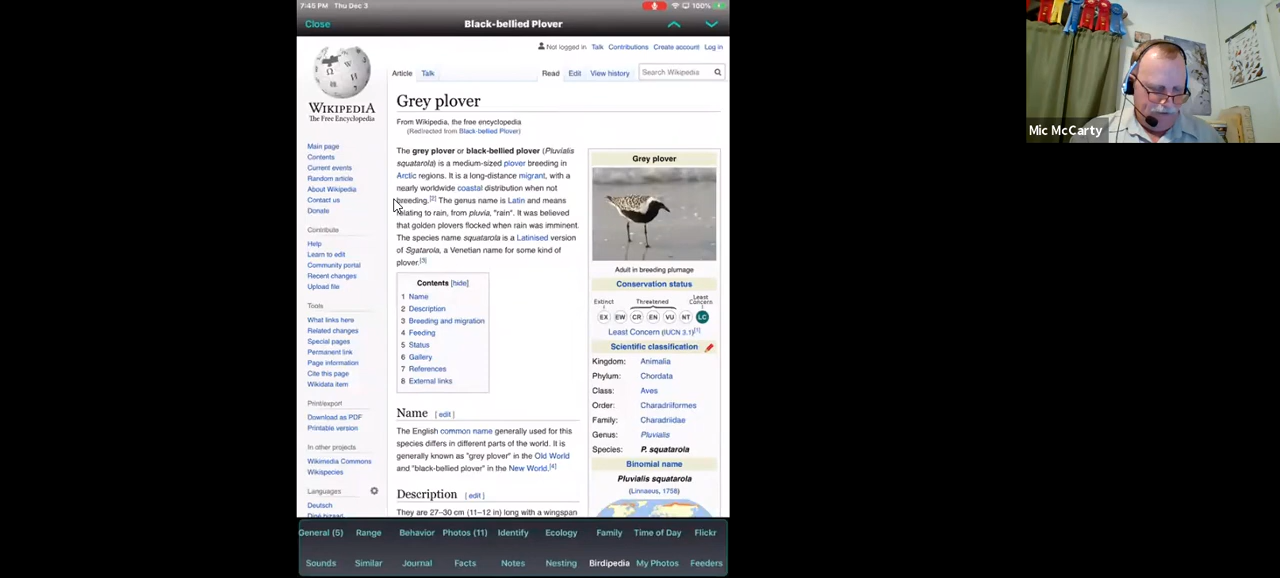 7:45 PM Thu Dec 3
100%
Close
Black-bellied Plover
Not logged in Talk Contributions Create account Log in
Article Talk
Read Edit View history
Search Wikipedia
WIKIPEDIA
The Free Encyclopedia
Main page
Contents
Current events
Random article
About Wikipedia
Contact us
Donate
Contribute
Help
Learn to edit
Community portal
Recent changes
Upload file
Tools
What links here
Related changes
Special pages
Permanent link
Page information
Cite this page
Wikidata item
Print/export
Download as PDF
Printable version
In other projects
Wikimedia Commons
Wikispecies
Languages
Deutsch
Grey plover
From Wikipedia, the free encyclopedia
(Redirected from Black-bellied Plover)
The grey plover or black-bellied plover (Pluvialis
squatarola) is a medium-sized plover breeding in
Arctic regions. It is a long-distance migrant, with a
nearly worldwide coastal distribution when not
breeding.[2] The genus name is Latin and means
relating to rain, from pluvia, "rain". It was believed
that golden plovers flocked when rain was imminent.
The species name squatarola is a Latinised version
of Sgatarola, a Venetian name for some kind of
plover.[3]
Contents [hide]
1 Name
2 Description
3 Breeding and migration
4 Feeding
5 Status
6 Gallery
7 References
8 External links
Name [ edit ]
The English common name generally used for this
species differs in different parts of the world. It is
generally known as "grey plover" in the Old World
and "black-bellied plover" in the New World.[4]
Description [ edit ]
They are 27–30 cm (11–12 in) long with a wingspan
Grey plover
Adult in breeding plumage
Conservation status
Extinct Threatened Least Concern
EX EW CR EN VU NT LC
Least Concern (IUCN 3.1)[1]
Scientific classification
Kingdom: Animalia
Phylum: Chordata
Class: Aves
Order: Charadriiformes
Family: Charadriidae
Genus: Pluvialis
Species: P. squatarola
Binomial name
Pluvialis squatarola
(Linnaeus, 1758)
General (5) Range Behavior Photos (11) Identify Ecology Family Time of Day Flickr
Sounds Similar Journal Facts Notes Nesting Birdipedia My Photos Feeders
Mic McCarty